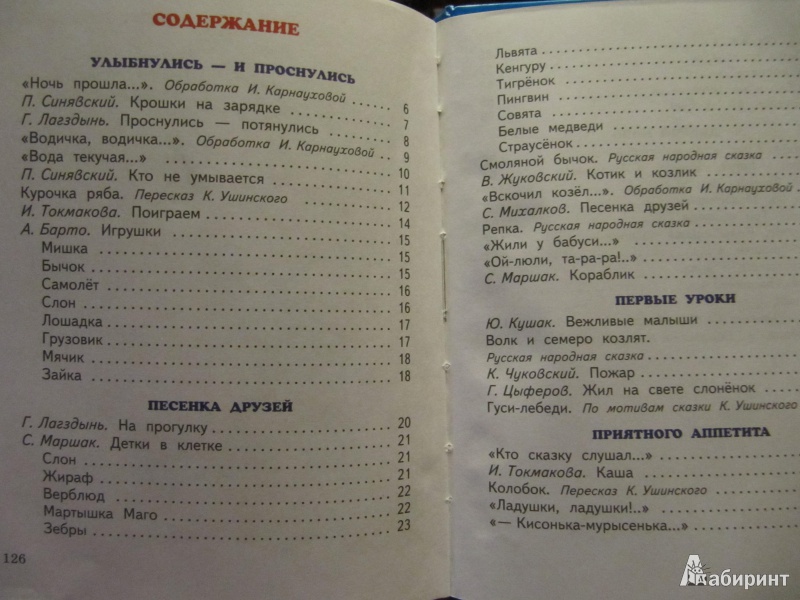 СОДЕРЖАНИЕ
УЛЫБНУЛИСЬ — И ПРОСНУЛИСЬ
«Ночь прошла...». Обработка И. Карнауховой 6
П. Синявский. Крошки на зарядке 7
Г. Лагздынь. Проснулись — потянулись 8
«Водичка, водичка...». Обработка И. Карнауховой 9
«Вода текучая...» 10
П. Синявский. Кто не умывается 11
Курочка ряба. Пересказ К. Ушинского 12
И. Токмакова. Поиграем 14
А. Барто. Игрушки 15
Мишка 15
Бычок 15
Самолёт 16
Слон 16
Лошадка 17
Грузовик 17
Мячик 18
Зайка 18
ПЕСЕНКА ДРУЗЕЙ
Г. Лагздынь. На прогулку 20
С. Маршак. Детки в клетке 21
Слон 21
Жираф 21
Верблюд 22
Мартышка Маго 22
Зебры 23
126
Львята
Кенгуру
Тигрёнок
Пингвин
Совята
Белые медведи
Страусёнок
Смоляной бычок. Русская народная сказка
В. Жуковский. Котик и козлик
«Вскочил козёл...». Обработка И. Карнауховой
С. Михалков. Песенка друзей
Репка. Русская народная сказка
«Жили у бабуси...»
«Ой-люли, та-ра-ра!..»
С. Маршак. Кораблик
ПЕРВЫЕ УРОКИ
Ю. Кушак. Вежливые малыши
Волк и семеро козлят.
Русская народная сказка
К. Чуковский. Пожар
Г. Цыферов. Жил на свете слонёнок
Гуси-лебеди. По мотивам сказки К. Ушинского
ПРИЯТНОГО АППЕТИТА
«Кто сказку слушал...»
И. Токмакова. Каша
Колобок. Пересказ К. Ушинского
«Ладушки, ладушки!..»
«— Кисонька-мурысенька...»
Лабиринт